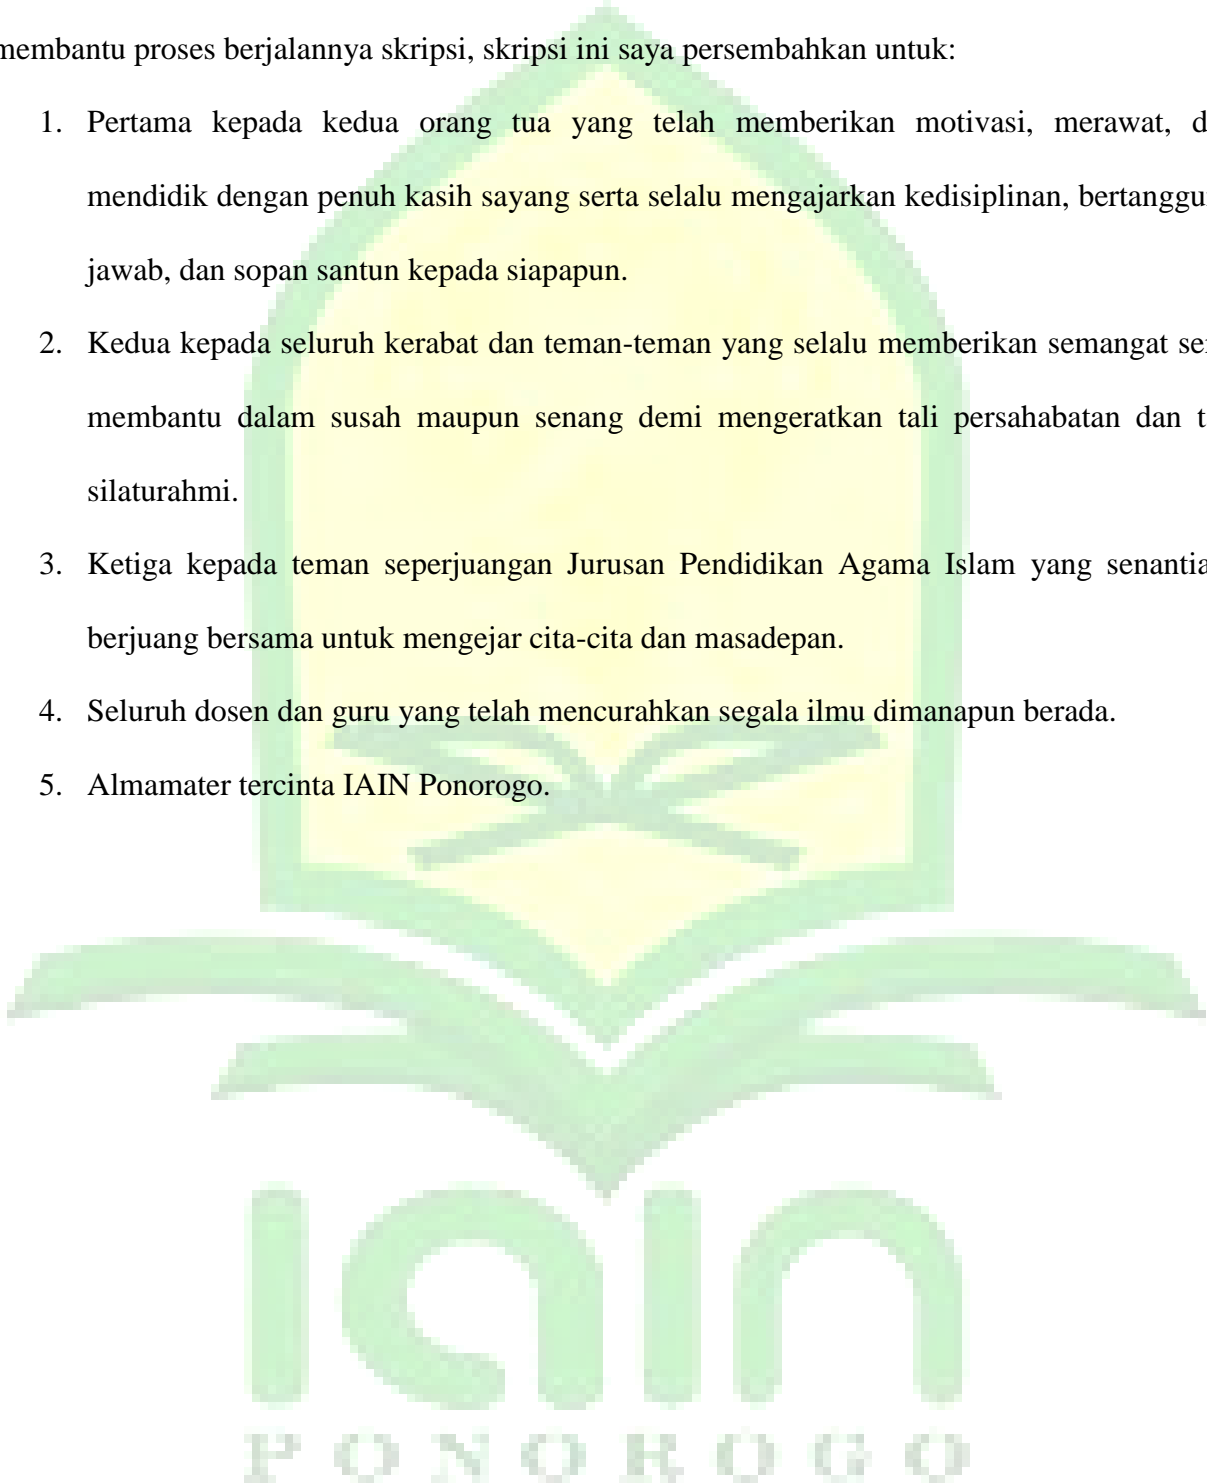 membantu proses berjalannya skripsi, skripsi ini saya persembahkan untuk:
1. Pertama kepada kedua orang tua yang telah memberikan motivasi, merawat, d
mendidik dengan penuh kasih sayang serta selalu mengajarkan kedisiplinan, bertanggu
jawab, dan sopan santun kepada siapapun.
2. Kedua kepada seluruh kerabat dan teman-teman yang selalu memberikan semangat se
membantu dalam susah maupun senang demi mengeratkan tali persahabatan dan t
silaturahmi.
3. Ketiga kepada teman seperjuangan Jurusan Pendidikan Agama Islam yang senantia
berjuang bersama untuk mengejar cita-cita dan masadepan.
4. Seluruh dosen dan guru yang telah mencurahkan segala ilmu dimanapun berada.
5. Almamater tercinta IAIN Ponorogo.
iain
PONOROGO